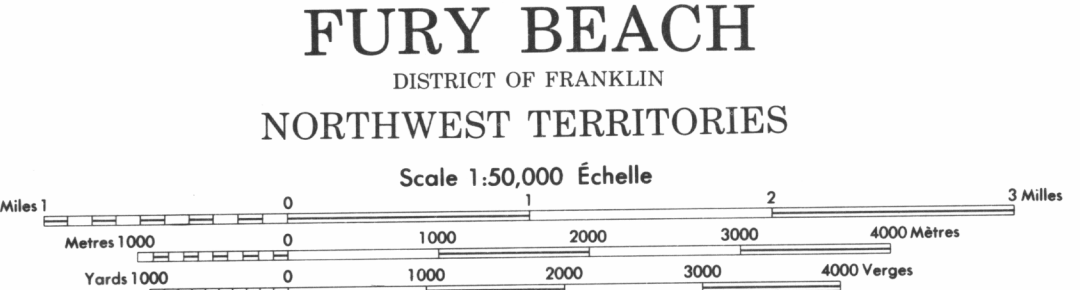 FURY BEACH
DISTRICT OF FRANKLIN
NORTHWEST TERRITORIES
Scale 1:50,000 Échelle
Miles 1 0 1 2 3 Milles
Metres 1000 0 1000 2000 3000 4000 Mètres
Yards 1000 0 1000 2000 3000 4000 Verges